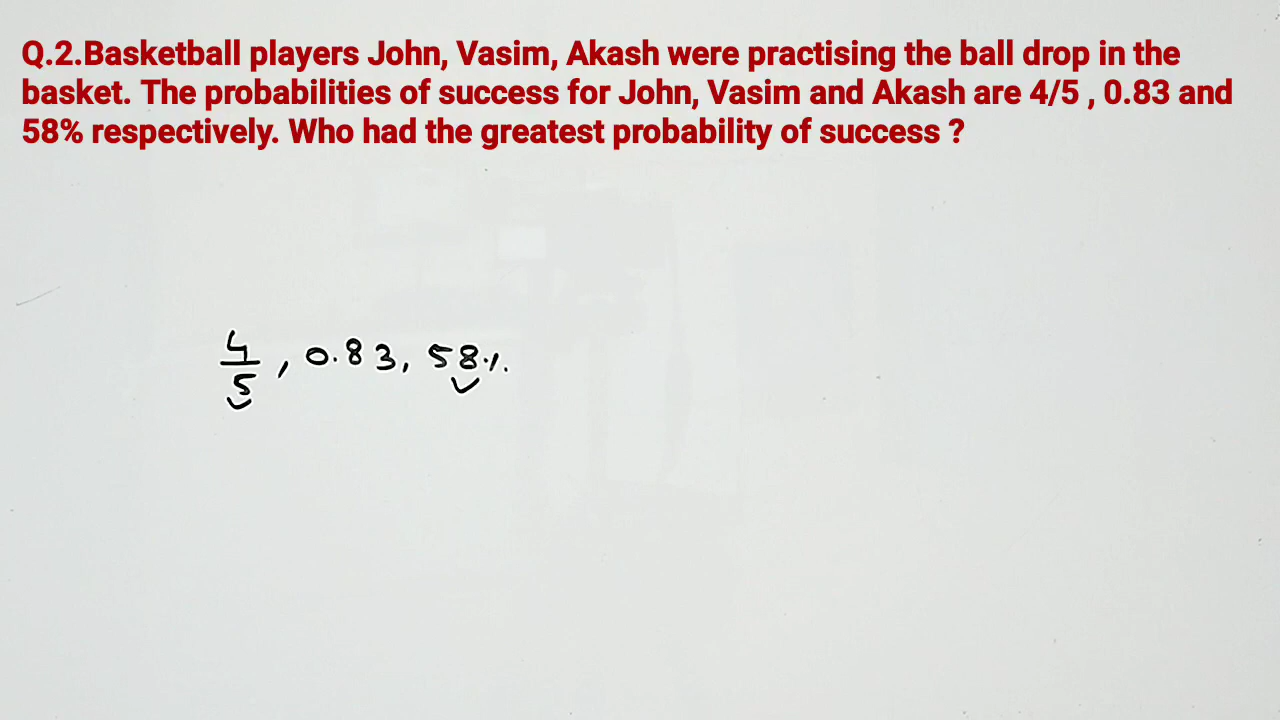 Q.2.Basketball players John, Vasim, Akash were practising the ball drop in the
basket. The probabilities of success for John, Vasim and Akash are 4/5 , 0.83 and
58% respectively. Who had the greatest probability of success ?
4/5 , 0.83, 58%.